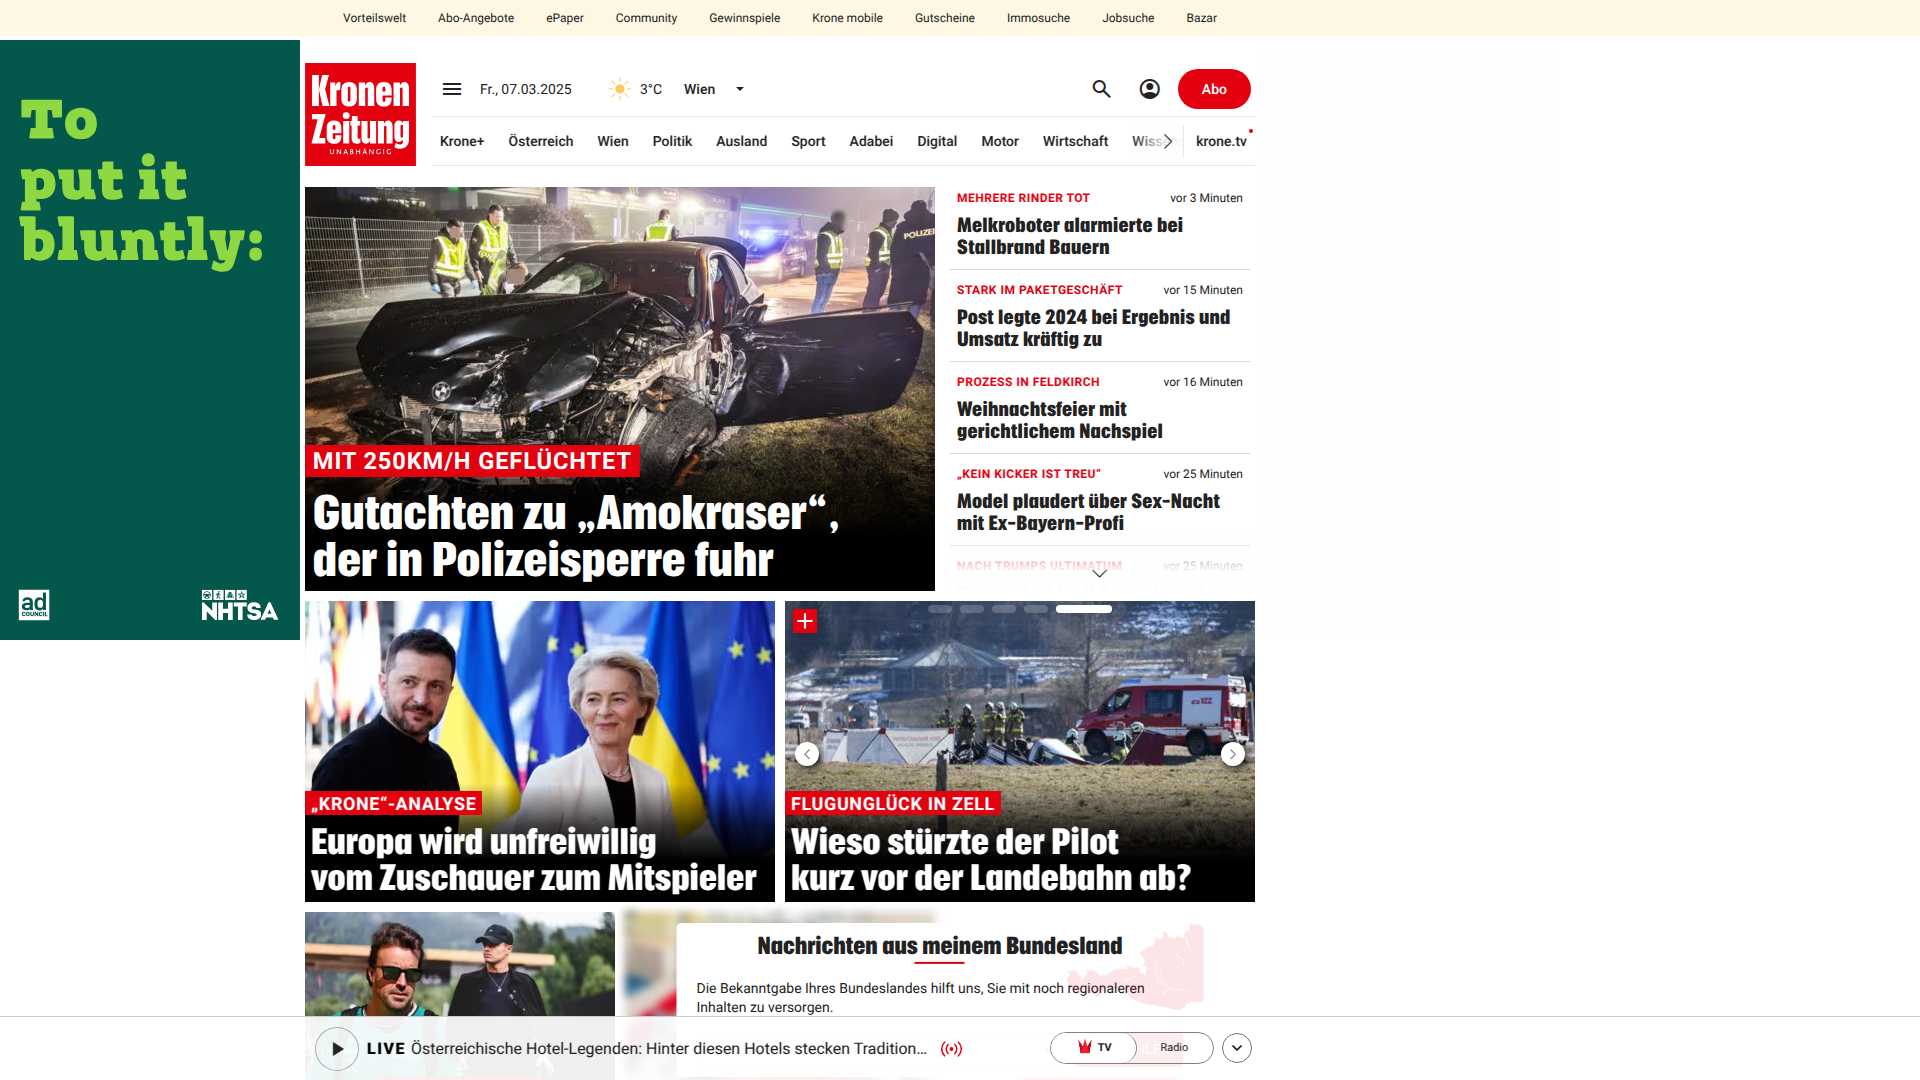 Vorteilswelt Abo-Angebote ePaper Community Gewinnspiele Krone mobile Gutscheine Immosuche Jobsuche Bazar
To
put it
bluntly:
ad
COUNCIL
NHTSA
Kronen
Zeitung
UNABHÄNGIG
Fr., 07.03.2025 3°C Wien Abo
Krone+ Österreich Wien Politik Ausland Sport Adabei Digital Motor Wirtschaft krone.tv
POLIZEI
MIT 250KM/H GEFLÜCHTET
Gutachten zu „Amokraser“,
der in Polizeisperre fuhr
MEHRERE RINDER TOT vor 3 Minuten
Melkroboter alarmierte bei
Stallbrand Bauern
STARK IM PAKETGESCHÄFT vor 15 Minuten
Post legte 2024 bei Ergebnis und
Umsatz kräftig zu
PROZESS IN FELDKIRCH vor 16 Minuten
Weihnachtsfeier mit
gerichtlichem Nachspiel
„KEIN KICKER IST TREU“ vor 25 Minuten
Model plaudert über Sex-Nacht
mit Ex-Bayern-Profi
NACH TRUMPS ULTIMATUM vor 25 Minuten
„KRONE“-ANALYSE
Europa wird unfreiwillig
vom Zuschauer zum Mitspieler
FLUGUNGLÜCK IN ZELL
Wieso stürzte der Pilot
kurz vor der Landebahn ab?
Nachrichten aus meinem Bundesland
Die Bekanntgabe Ihres Bundeslandes hilft uns, Sie mit noch regionaleren
Inhalten zu versorgen.
LIVE Österreichische Hotel-Legenden: Hinter diesen Hotels stecken Tradition...
TV Radio